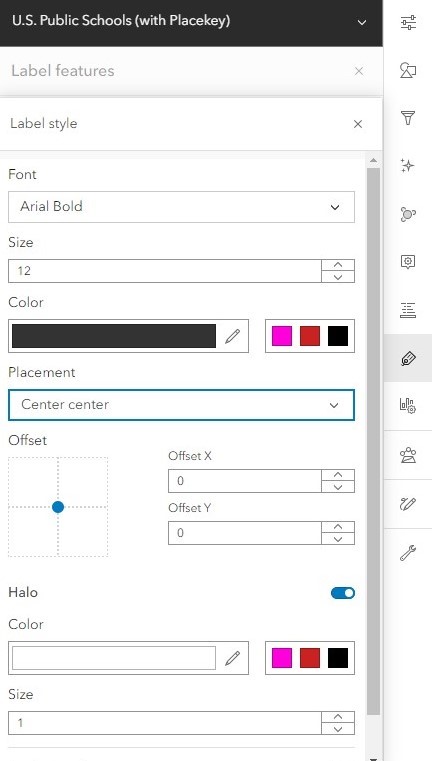 U.S. Public Schools (with Placekey)
Label features
Label style
Font
Arial Bold
Size
12
Color
Placement
Center center
Offset
Offset X
0
Offset Y
0
Halo
Color
Size
1